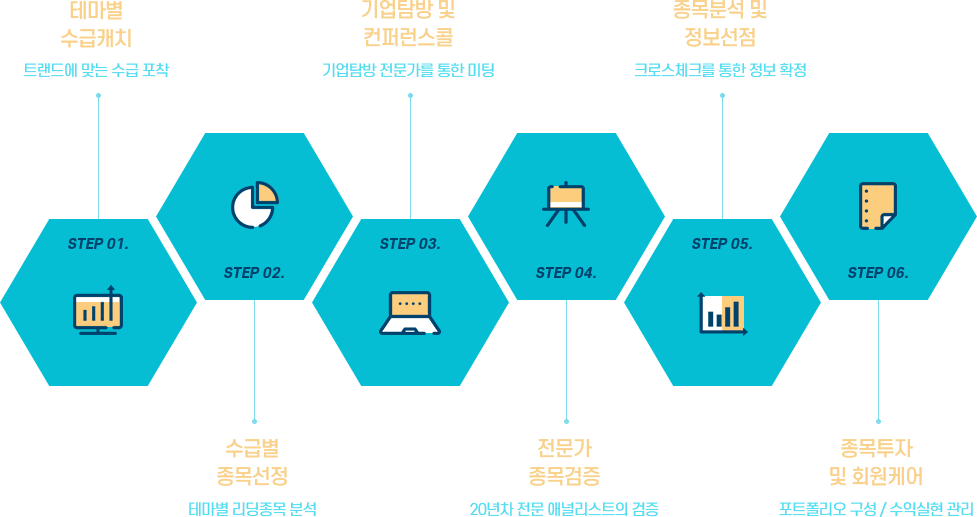 테마별
수급캐치
트랜드에 맞는 수급 포착
기업탐방 및
컨퍼런스콜
기업탐방 전문가를 통한 미팅
종목분석 및
정보선점
크로스체크를 통한 정보 확정
STEP 01.
STEP 02.
STEP 03.
STEP 04.
STEP 05.
STEP 06.
수급별
종목선정
테마별 리딩종목 분석
전문가
종목검증
20년차 전문 애널리스트의 검증
종목투자
및 회원케어
포트폴리오 구성 / 수익실현 관리